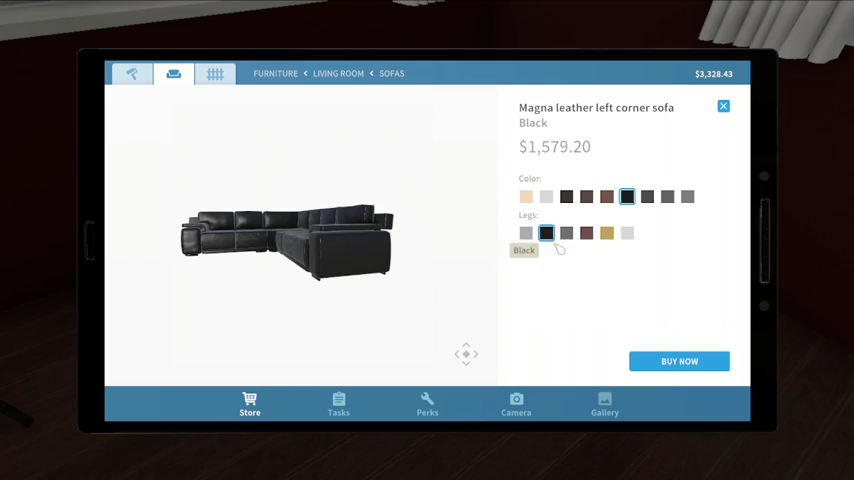 FURNITURE < LIVING ROOM < SOFAS
$3,328.43
Magna leather left corner sofa
Black
$1,579.20
Color:
Legs:
Black
BUY NOW
Store
Tasks
Perks
Camera
Gallery